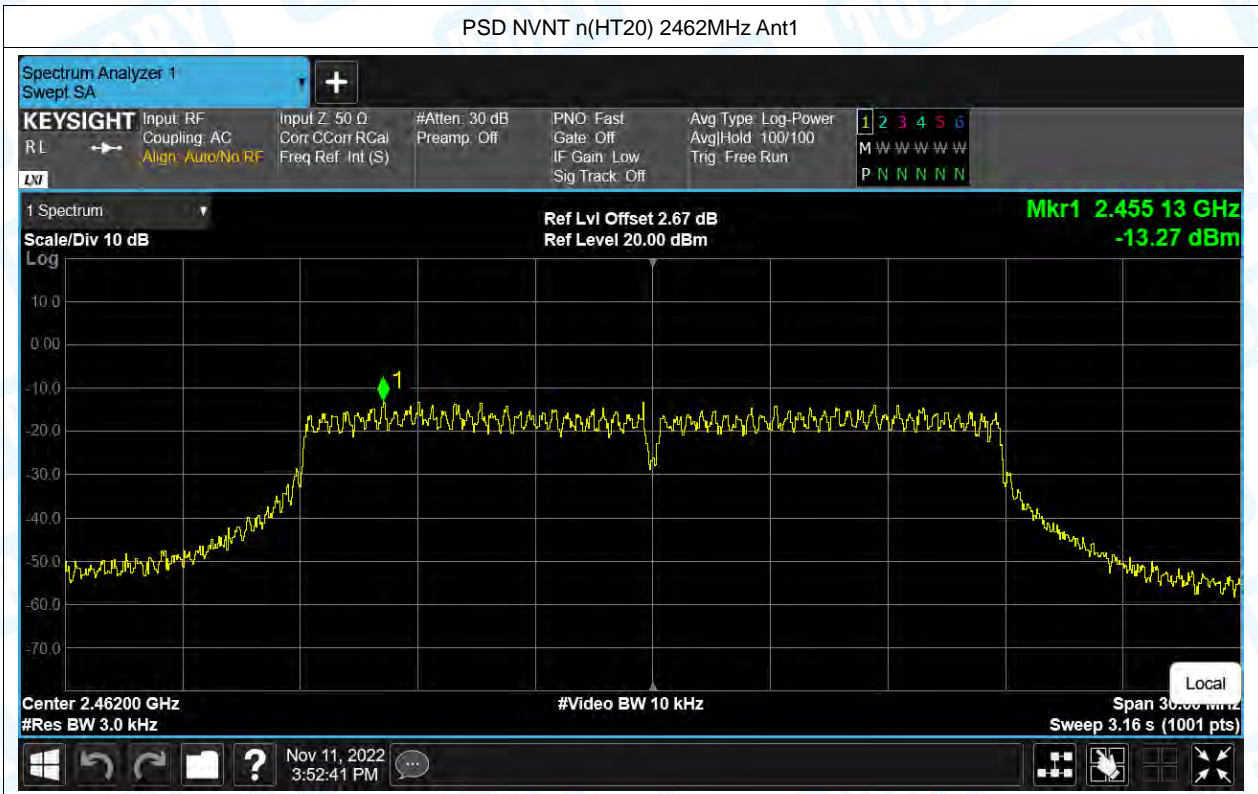 PSD NVNT n(HT20) 2462MHz Ant1
Spectrum Analyzer 1
Swept SA
+
KEYSIGHT
R L
LXI
Input: RF
Coupling: AC
Align: Auto/No RF
Input Z: 50 Ω
Corr CCorr RCal
Freq Ref: Int (S)
#Atten: 30 dB
Preamp: Off
PNO: Fast
Gate: Off
IF Gain: Low
Sig Track: Off
Avg Type: Log-Power
Avg|Hold: 100/100
Trig: Free Run
1 2 3 4 5 6
M W W W W W
P N N N N N
1 Spectrum
Scale/Div 10 dB
Ref Lvl Offset 2.67 dB
Ref Level 20.00 dBm
Mkr1 2.455 13 GHz
-13.27 dBm
Log
10.0
0.00
-10.0
-20.0
-30.0
-40.0
-50.0
-60.0
-70.0
1
Center 2.46200 GHz
#Res BW 3.0 kHz
#Video BW 10 kHz
Local
Span 30.00 MHz
Sweep 3.16 s (1001 pts)
?
Nov 11, 2022
3:52:41 PM